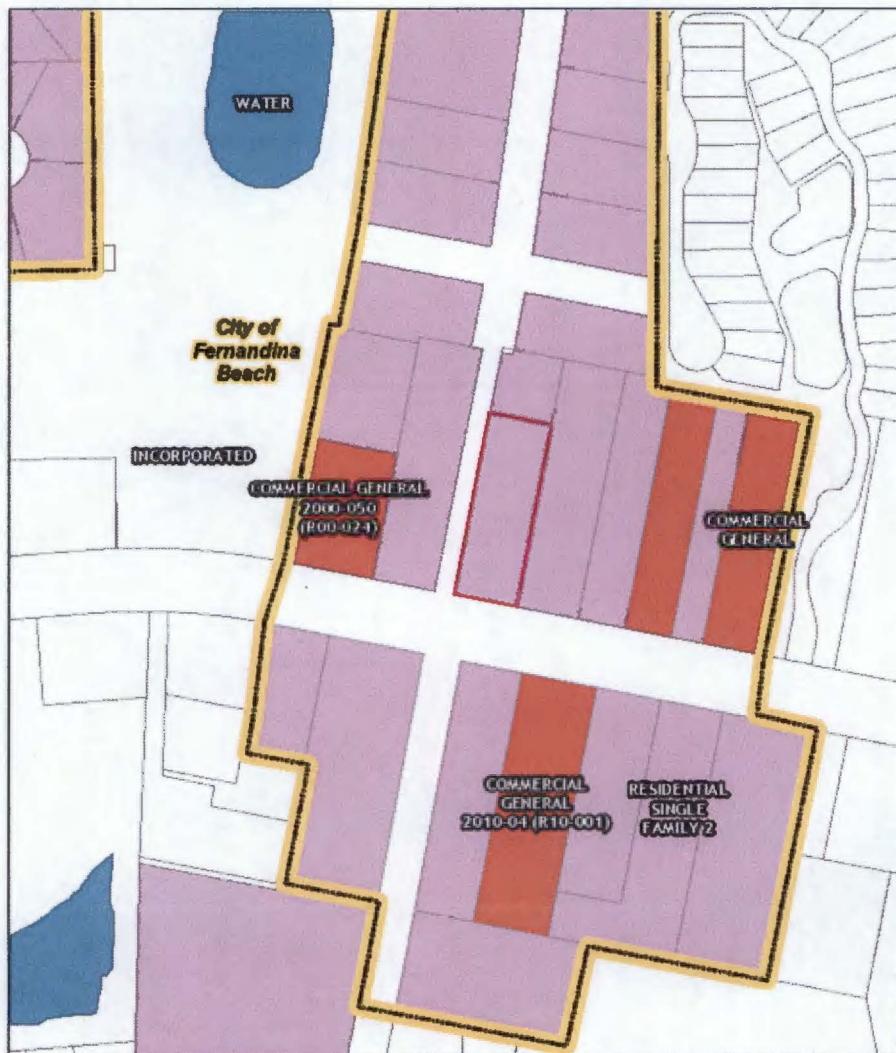 WATER
City of
Fernandina
Beach
INCORPORATED
COMMERCIAL GENERAL
2000-050
(R00-024)
COMMERCIAL
GENERAL
COMMERCIAL
GENERAL
2010-04 (R10-001)
RESIDENTIAL
SINGLE
FAMILY 2